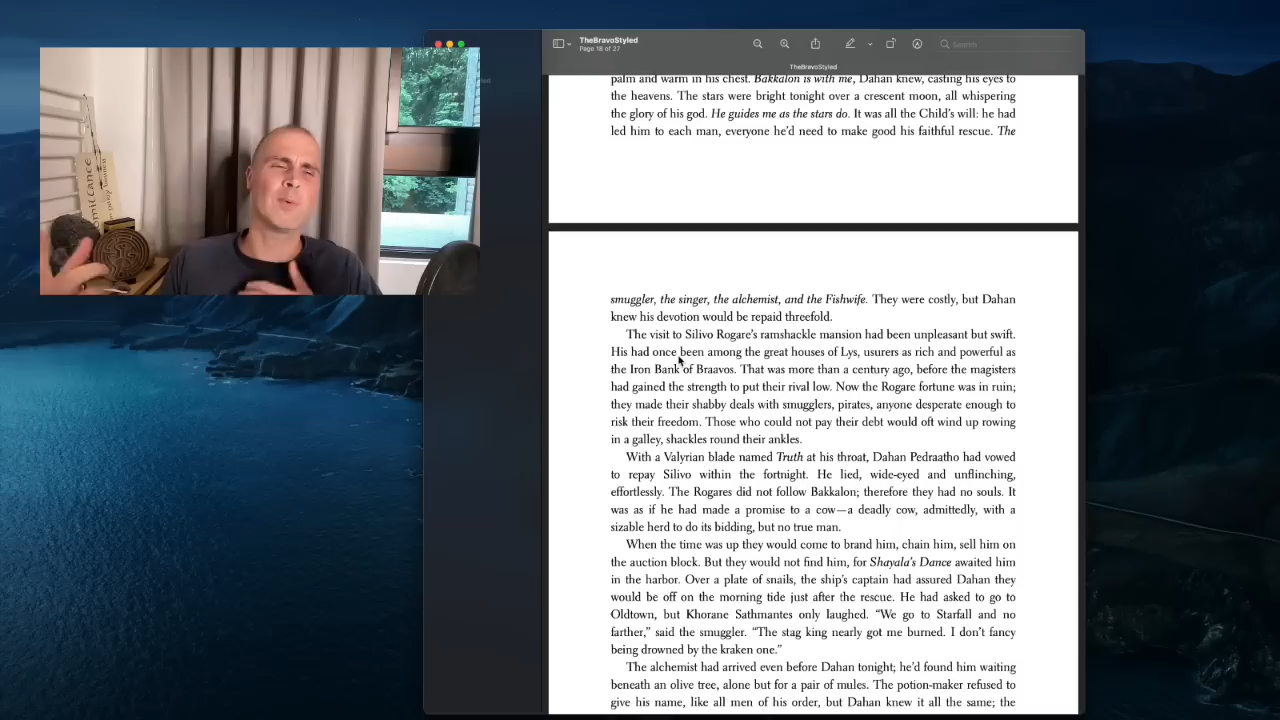 TheBravoStyled
Page 18 of 27
Search
TheBravoStyled
palm and warm in his chest. Bakkalon is with me, Dahan knew, casting his eyes to
the heavens. The stars were bright tonight over a crescent moon, all whispering
the glory of his god. He guides me as the stars do. It was all the Child's will: he had
led him to each man, everyone he'd need to make good his faithful rescue. The
smuggler, the singer, the alchemist, and the Fishwife. They were costly, but Dahan
knew his devotion would be repaid threefold.
The visit to Silivo Rogare's ramshackle mansion had been unpleasant but swift.
His had once been among the great houses of Lys, usurers as rich and powerful as
the Iron Bank of Braavos. That was more than a century ago, before the magisters
had gained the strength to put their rival low. Now the Rogare fortune was in ruin;
they made their shabby deals with smugglers, pirates, anyone desperate enough to
risk their freedom. Those who could not pay their debt would oft wind up rowing
in a galley, shackles round their ankles.
With a Valyrian blade named Truth at his throat, Dahan Pedraatho had vowed
to repay Silivo within the fortnight. He lied, wide-eyed and unflinching,
effortlessly. The Rogares did not follow Bakkalon; therefore they had no souls. It
was as if he had made a promise to a cow—a deadly cow, admittedly, with a
sizable herd to do its bidding, but no true man.
When the time was up they would come to brand him, chain him, sell him on
the auction block. But they would not find him, for Shayala's Dance awaited him
in the harbor. Over a plate of snails, the ship's captain had assured Dahan they
would be off on the morning tide just after the rescue. He had asked to go to
Oldtown, but Khorane Sathmantes only laughed. “We go to Starfall and no
farther,” said the smuggler. “The stag king nearly got me burned. I don't fancy
being drowned by the kraken one.”
The alchemist had arrived even before Dahan tonight; he'd found him waiting
beneath an olive tree, alone but for a pair of mules. The potion-maker refused to
give his name, like all men of his order, but Dahan knew it all the same; the